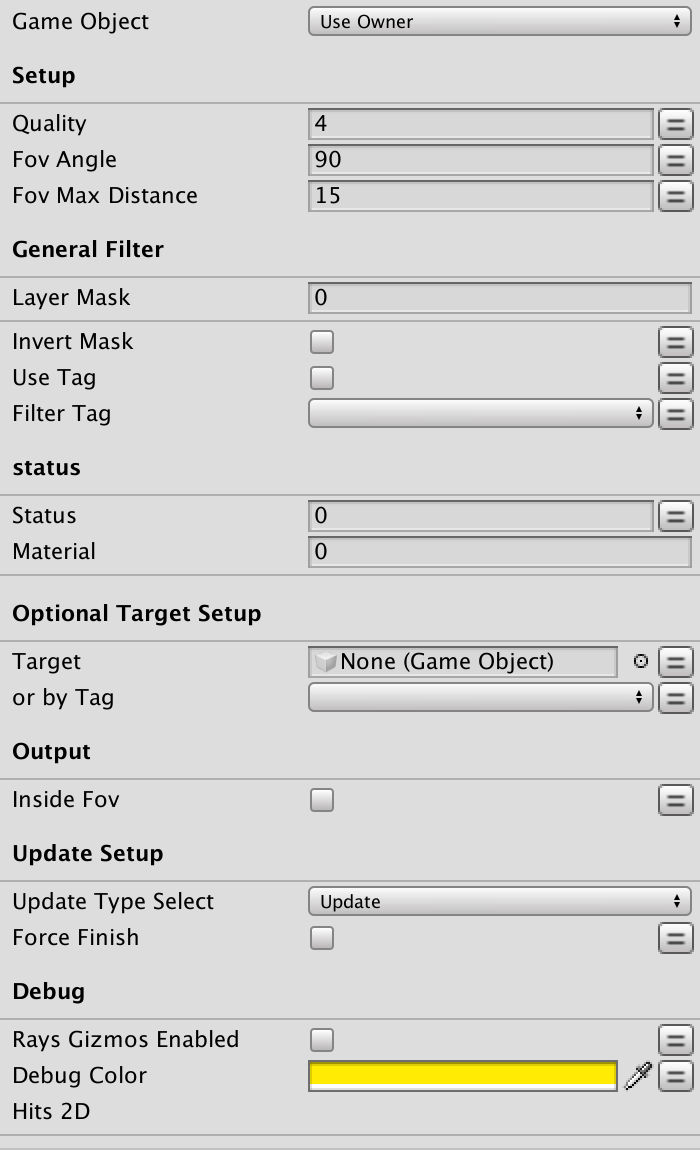 Game Object Use Owner
Setup
Quality 4
Fov Angle 90
Fov Max Distance 15
General Filter
Layer Mask 0
Invert Mask
Use Tag
Filter Tag
status
Status 0
Material 0
Optional Target Setup
Target None (Game Object)
or by Tag
Output
Inside Fov
Update Setup
Update Type Select Update
Force Finish
Debug
Rays Gizmos Enabled
Debug Color
Hits 2D